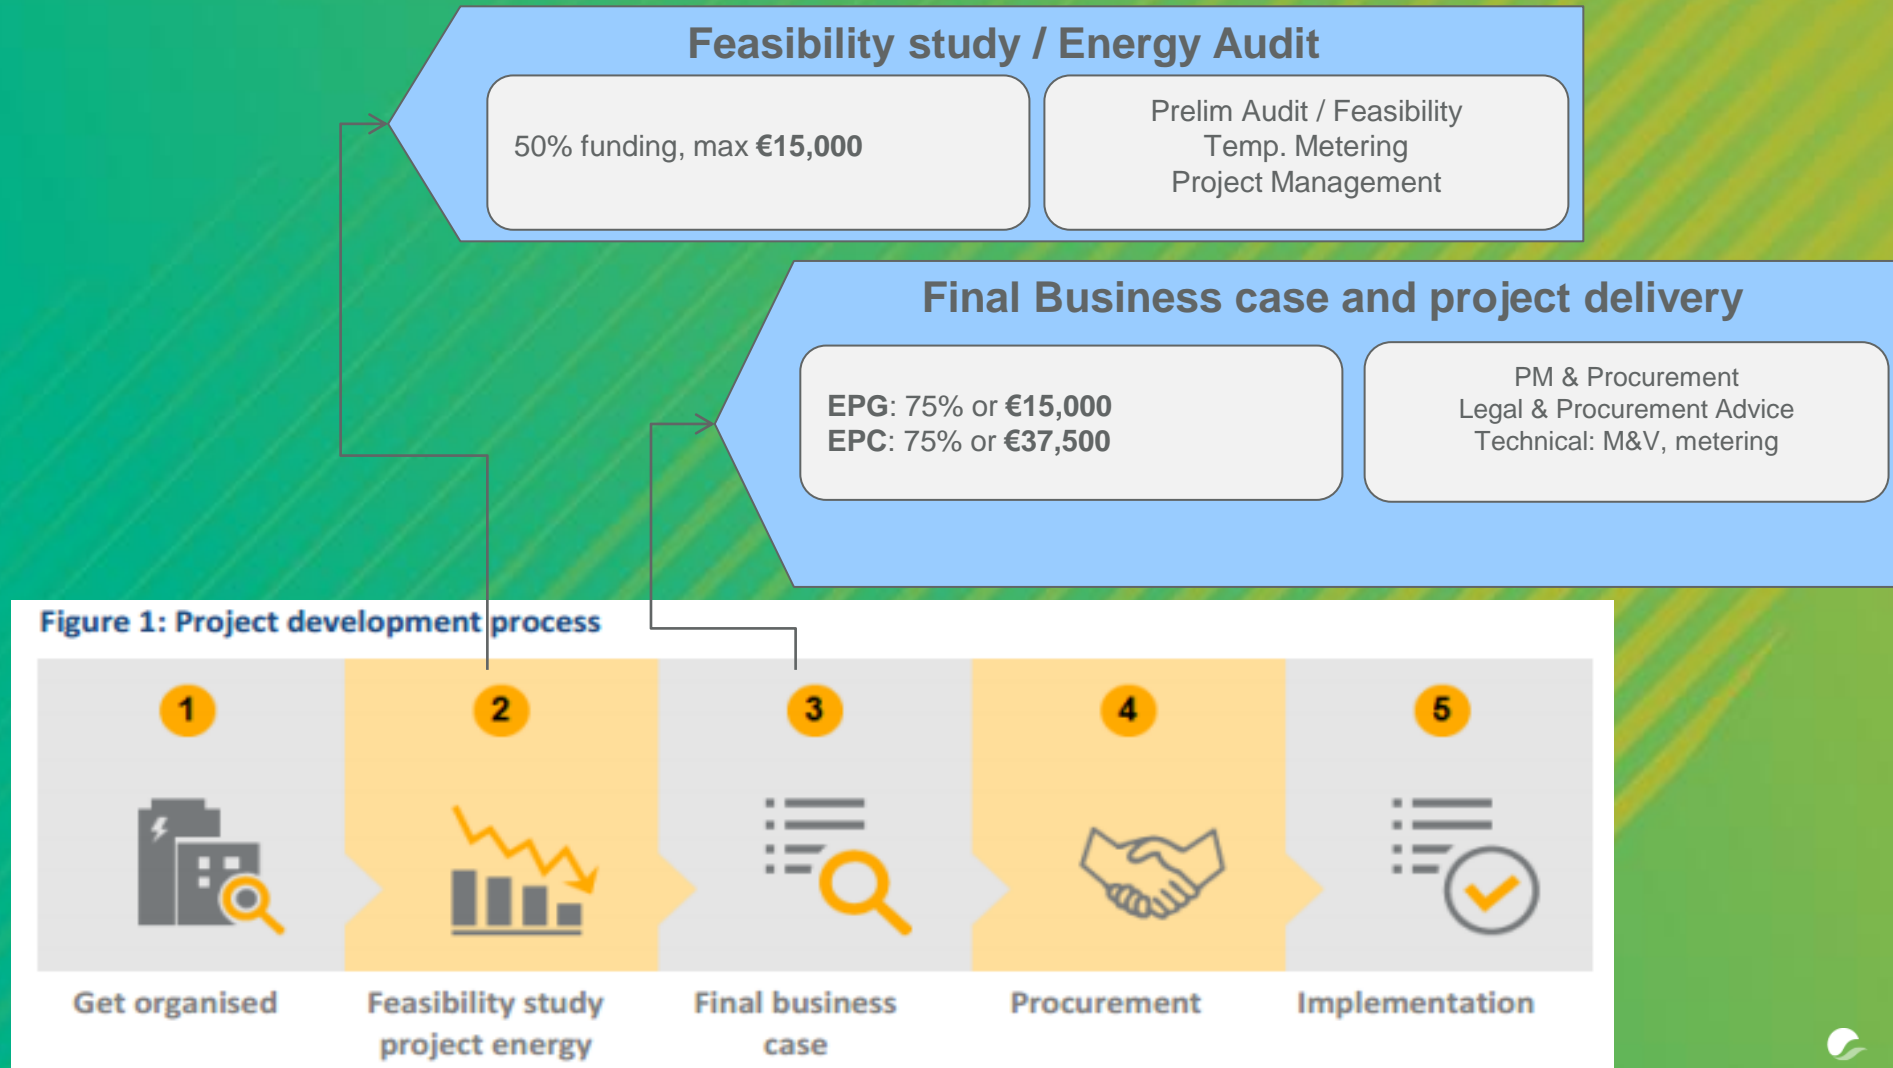 Feasibility study / Energy Audit
50% funding, max €15,000
Prelim Audit / Feasibility
Temp. Metering
Project Management
Final Business case and project delivery
EPG: 75% or €15,000
EPC: 75% or €37,500
PM & Procurement
Legal & Procurement Advice
Technical: M&V, metering
Figure 1: Project development process
1
2
3
4
5
Get organised
Feasibility study
project energy
Final business
case
Procurement
Implementation